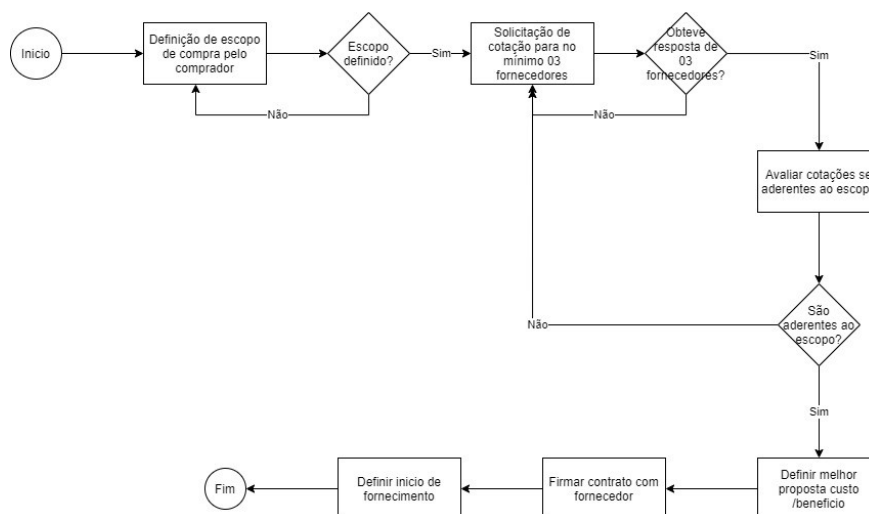 Inicio
Definição de escopo
de compra pelo
comprador
Escopo
definido?
Sim
Não
Solicitação de
cotação para no
mínimo 03
fornecedores
Obteve
resposta de
03
fornecedores?
Sim
Não
Avaliar cotações se
aderentes ao escop
São
aderentes ao
escopo?
Não
Sim
Definir melhor
proposta custo
/beneficio
Firmar contrato com
fornecedor
Definir inicio de
fornecimento
Fim